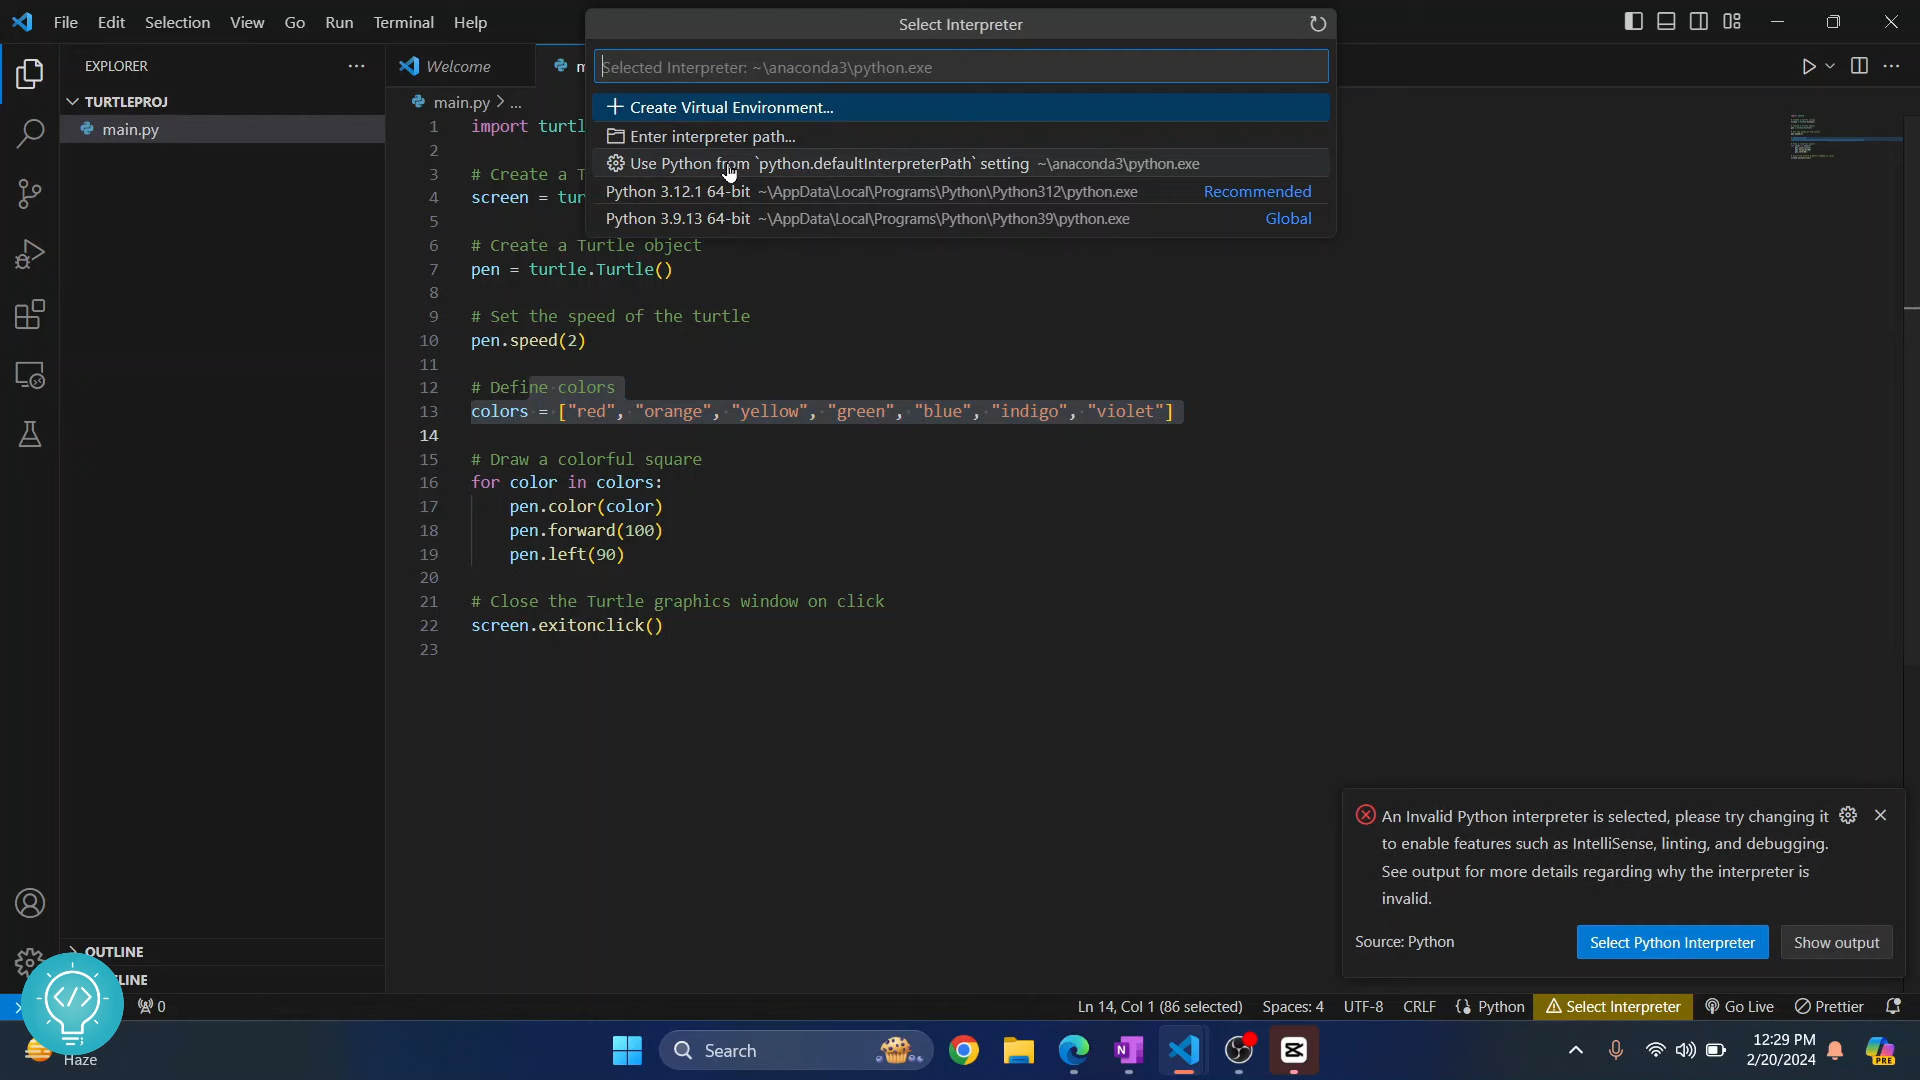 File Edit Selection View Go Run Terminal Help
Select Interpreter
Selected Interpreter: ~\anaconda3\python.exe
Create Virtual Environment...
Enter interpreter path...
Use Python from `python.defaultInterpreterPath` setting ~\anaconda3\python.exe
Python 3.12.1 64-bit ~\AppData\Local\Programs\Python\Python312\python.exe Recommended
Python 3.9.13 64-bit ~\AppData\Local\Programs\Python\Python39\python.exe Global
EXPLORER
TURTLEPROJ
main.py
OUTLINE
Welcome
main.py > ...
1 import turtl
2
3 # Create a T
4 screen = tur
5
6 # Create a Turtle object
7 pen = turtle.Turtle()
8
9 # Set the speed of the turtle
10 pen.speed(2)
11
12 # Define colors
13 colors = ["red", "orange", "yellow", "green", "blue", "indigo", "violet"]
14
15 # Draw a colorful square
16 for color in colors:
17 pen.color(color)
18 pen.forward(100)
19 pen.left(90)
20
21 # Close the Turtle graphics window on click
22 screen.exitonclick()
23
An Invalid Python interpreter is selected, please try changing it
to enable features such as IntelliSense, linting, and debugging.
See output for more details regarding why the interpreter is
invalid.
Source: Python
Select Python Interpreter
Show output
0
Ln 14, Col 1 (86 selected) Spaces: 4 UTF-8 CRLF {} Python Select Interpreter Go Live Prettier
Haze
Search
12:29 PM
2/20/2024
PRE